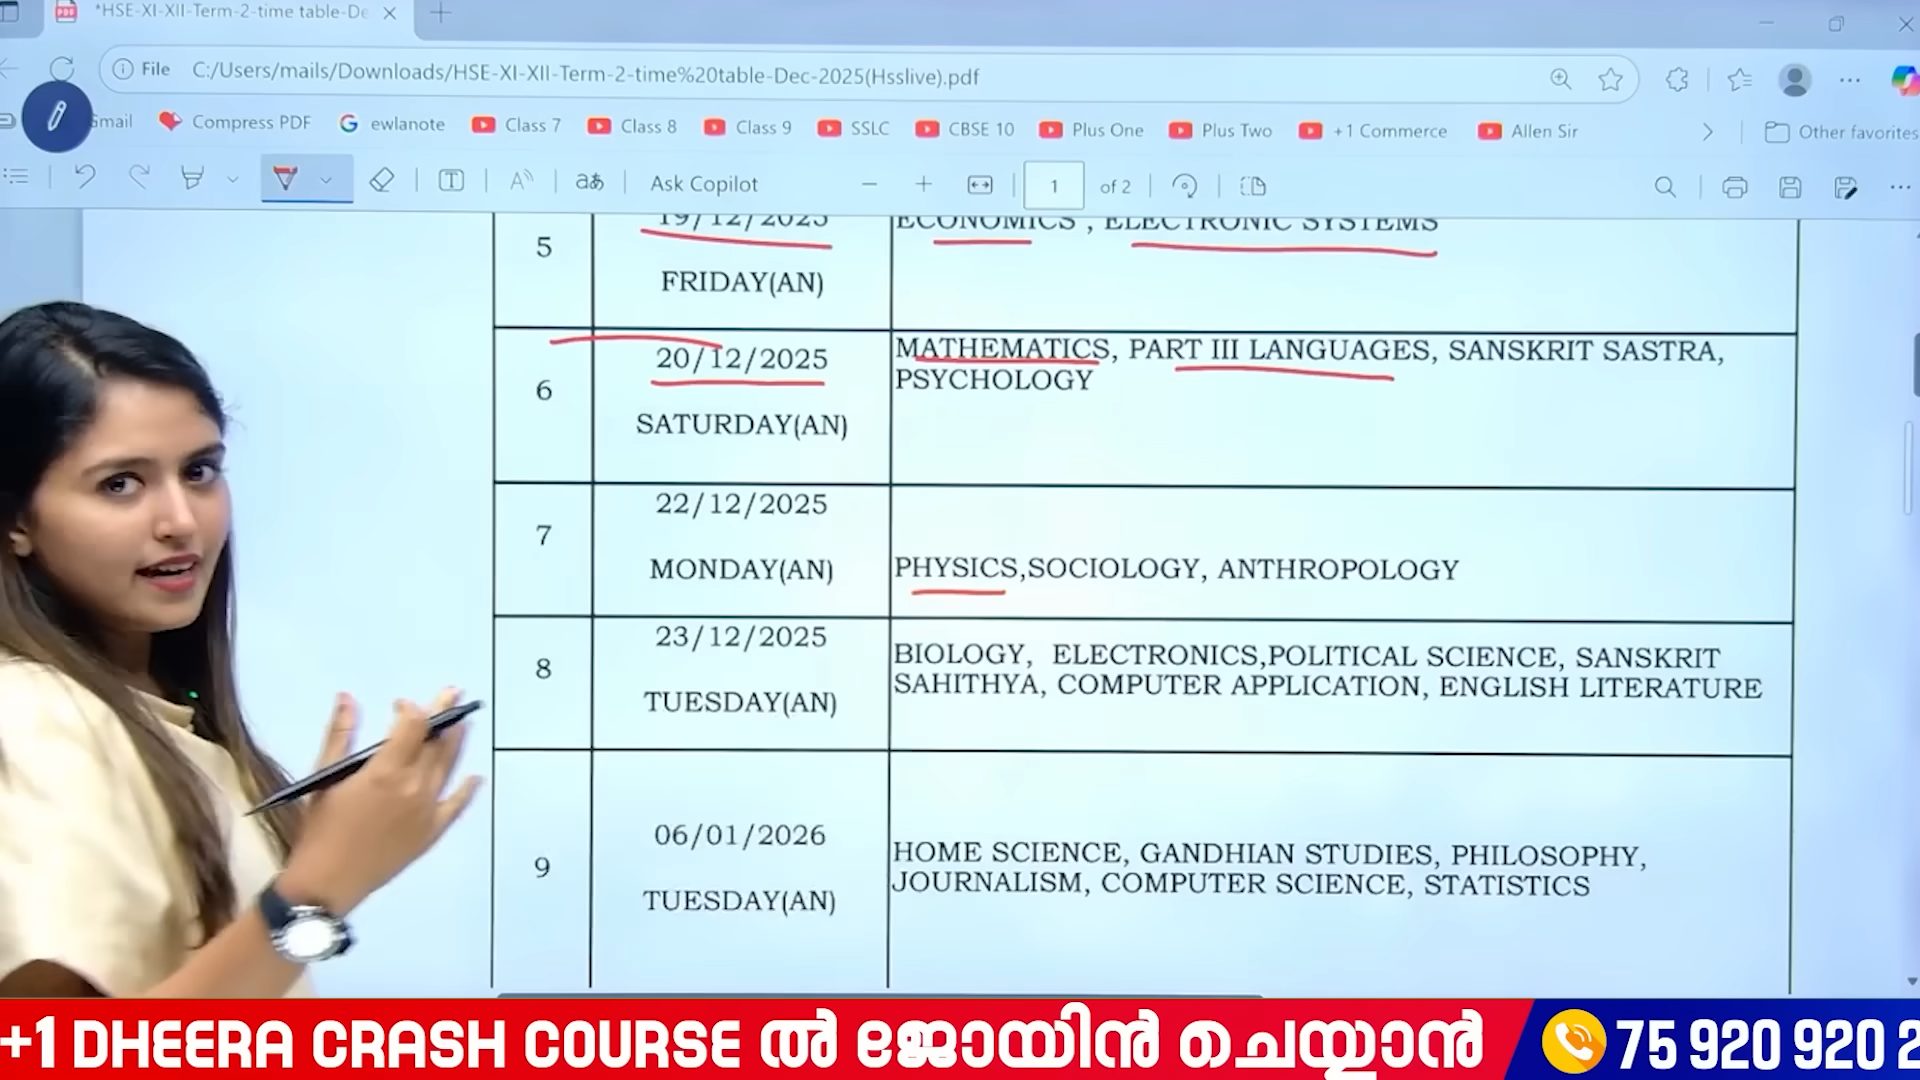 *HSE-XI-XII-Term-2-time table-De
File C:/Users/mails/Downloads/HSE-XI-XII-Term-2-time%20table-Dec-2025(Hsslive).pdf
Gmail Compress PDF ewlanote Class 7 Class 8 Class 9 SSLC CBSE 10 Plus One Plus Two +1 Commerce Allen Sir Other favorites
aあ Ask Copilot 1 of 2
19/12/2025 ECONOMICS , ELECTRONIC SYSTEMS
5
FRIDAY(AN)
20/12/2025 MATHEMATICS, PART III LANGUAGES, SANSKRIT SASTRA,
6 PSYCHOLOGY
SATURDAY(AN)
22/12/2025
7
MONDAY(AN) PHYSICS,SOCIOLOGY, ANTHROPOLOGY
23/12/2025 BIOLOGY, ELECTRONICS,POLITICAL SCIENCE, SANSKRIT
8 SAHITHYA, COMPUTER APPLICATION, ENGLISH LITERATURE
TUESDAY(AN)
06/01/2026 HOME SCIENCE, GANDHIAN STUDIES, PHILOSOPHY,
9 JOURNALISM, COMPUTER SCIENCE, STATISTICS
TUESDAY(AN)
+1 DHEERA CRASH COURSE ൽ ജോയിൻ ചെയ്യാൻ 75 920 920 2